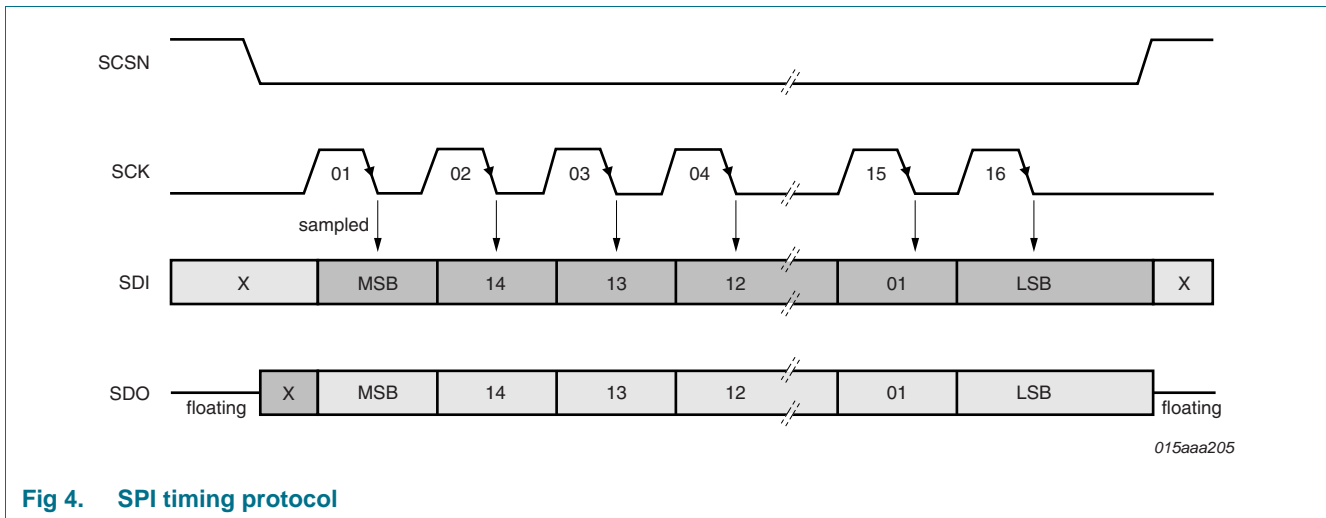 SCSN
SCK 01 02 03 04 15 16
sampled
SDI X MSB 14 13 12 01 LSB X
SDO X MSB 14 13 12 01 LSB
floating floating
015aaa205
Fig 4. SPI timing protocol